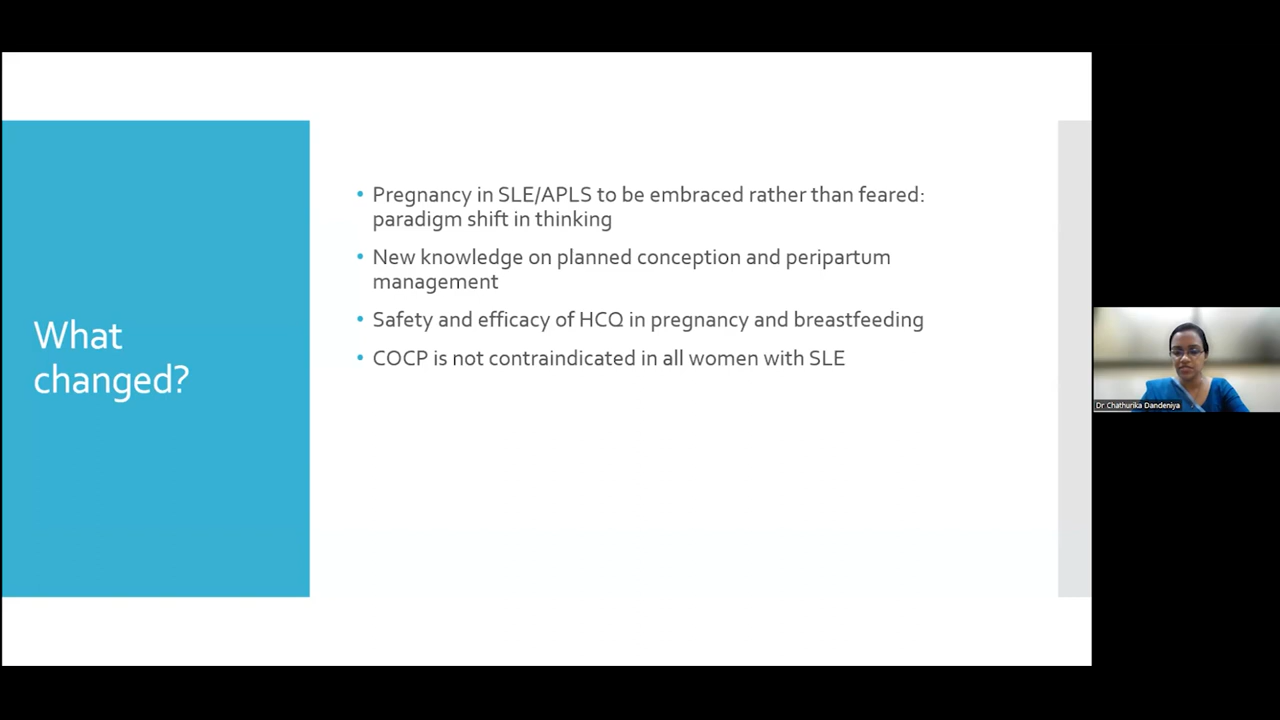 What
changed?
• Pregnancy in SLE/APLS to be embraced rather than feared:
paradigm shift in thinking
• New knowledge on planned conception and peripartum
management
• Safety and efficacy of HCQ in pregnancy and breastfeeding
• COCP is not contraindicated in all women with SLE
Dr Chathurika Dandeniya